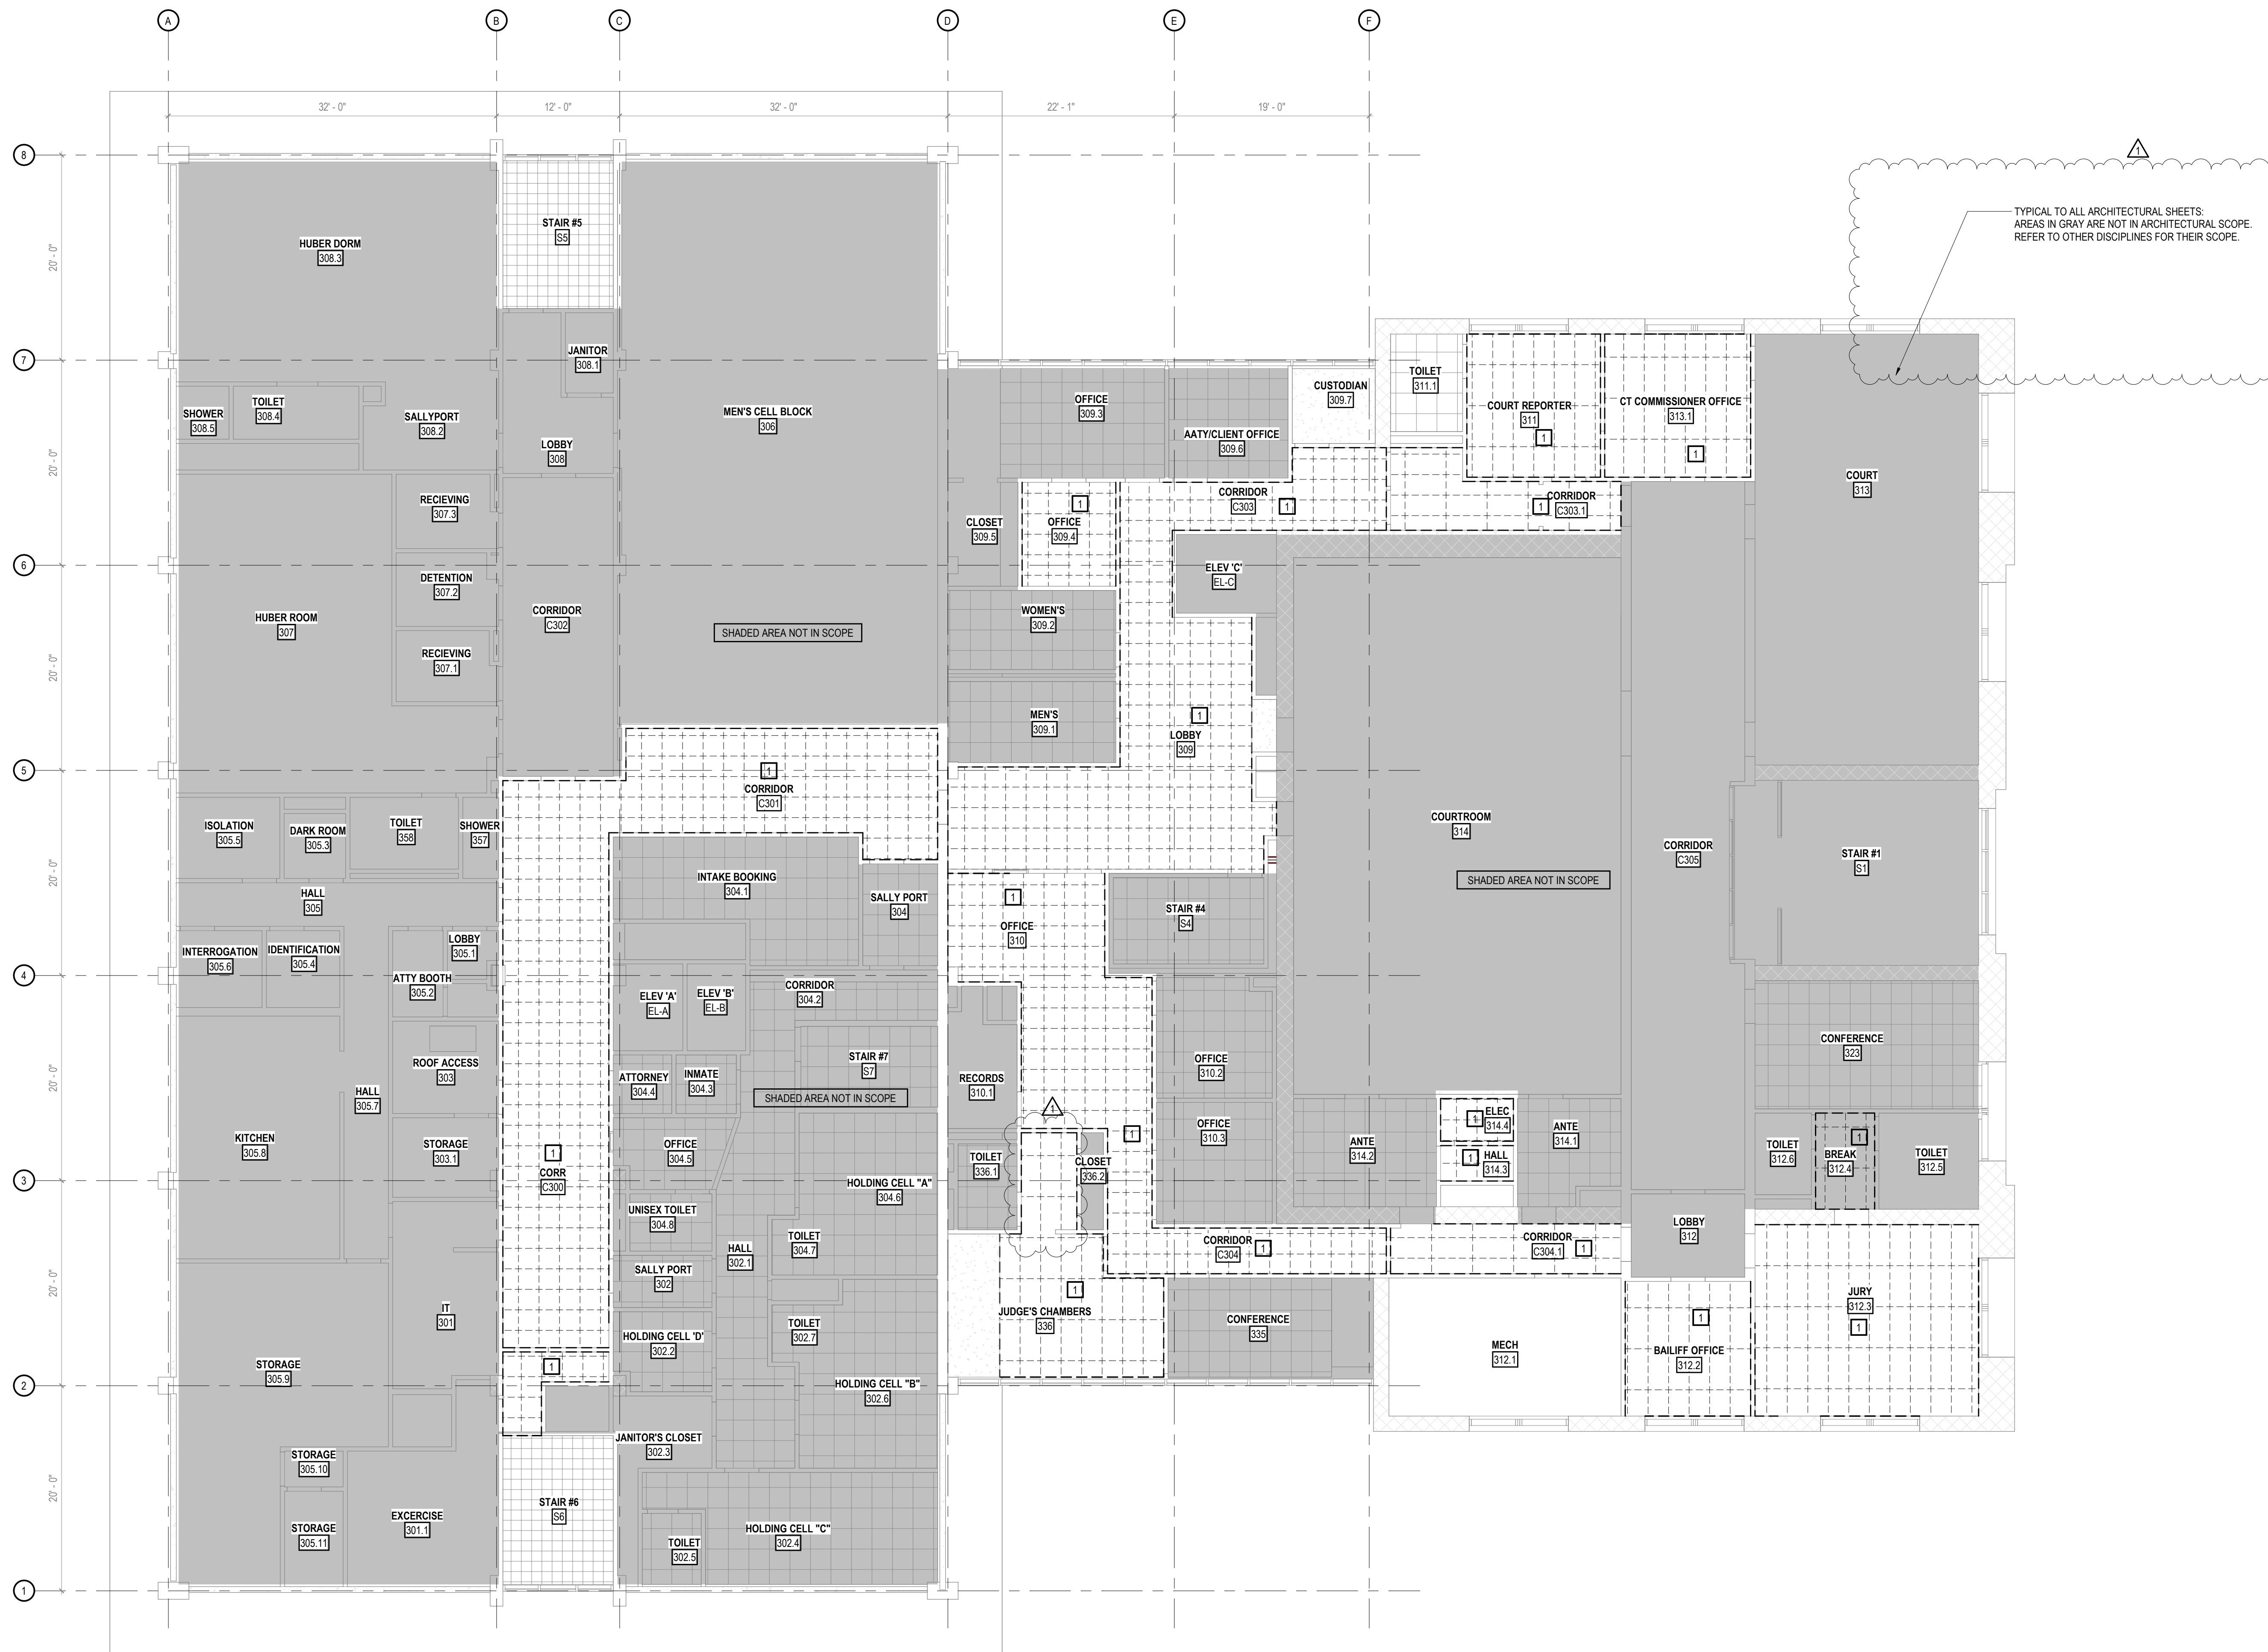 A
B
C
D
E
F
32' - 0"
12' - 0"
32' - 0"
22' - 1"
19' - 0"
8
7
6
5
4
3
2
1
20' - 0"
20' - 0"
20' - 0"
20' - 0"
20' - 0"
20' - 0"
20' - 0"
1
TYPICAL TO ALL ARCHITECTURAL SHEETS:
AREAS IN GRAY ARE NOT IN ARCHITECTURAL SCOPE.
REFER TO OTHER DISCIPLINES FOR THEIR SCOPE.
HUBER DORM
308.3
STAIR #5
S5
JANITOR
308.1
SHOWER
308.5
TOILET
308.4
SALLYPORT
308.2
LOBBY
308
MEN'S CELL BLOCK
306
RECIEVING
307.3
DETENTION
307.2
HUBER ROOM
307
RECIEVING
307.1
CORRIDOR
C302
SHADED AREA NOT IN SCOPE
OFFICE
309.3
AATY/CLIENT OFFICE
309.6
CUSTODIAN
309.7
TOILET
311.1
COURT REPORTER
311
1
CT COMMISSIONER OFFICE
313.1
1
COURT
313
CLOSET
309.5
1
OFFICE
309.4
CORRIDOR
C303
1
CORRIDOR
C303.1
1
ELEV 'C'
EL-C
WOMEN'S
309.2
MEN'S
309.1
1
LOBBY
309
1
CORRIDOR
C301
COURTROOM
314
SHADED AREA NOT IN SCOPE
CORRIDOR
C305
STAIR #1
S1
ISOLATION
305.5
DARK ROOM
305.3
TOILET
358
SHOWER
357
HALL
305
INTERROGATION
305.6
IDENTIFICATION
305.4
LOBBY
305.1
ATTY BOOTH
305.2
ROOF ACCESS
303
HALL
305.7
KITCHEN
305.8
STORAGE
303.1
IT
301
STORAGE
305.9
STORAGE
305.10
STORAGE
305.11
EXCERCISE
301.1
1
CORR
C300
1
STAIR #6
S6
INTAKE BOOKING
304.1
SALLY PORT
304
ELEV 'A'
EL-A
ELEV 'B'
EL-B
CORRIDOR
304.2
ATTORNEY
304.4
INMATE
304.3
STAIR #7
S7
SHADED AREA NOT IN SCOPE
OFFICE
304.5
HOLDING CELL "A"
304.6
UNISEX TOILET
304.8
TOILET
304.7
HALL
302.1
SALLY PORT
302
HOLDING CELL 'D'
302.2
TOILET
302.7
HOLDING CELL "B"
302.6
JANITOR'S CLOSET
302.3
HOLDING CELL "C"
302.4
TOILET
302.5
1
OFFICE
310
STAIR #4
S4
RECORDS
310.1
OFFICE
310.2
1
OFFICE
310.3
1
TOILET
336.1
CLOSET
336.2
CORRIDOR
C304
1
CORRIDOR
C304.1
1
1
JUDGE'S CHAMBERS
336
CONFERENCE
335
ANTE
314.2
1
ELEC
314.4
1
HALL
314.3
ANTE
314.1
CONFERENCE
323
TOILET
312.6
1
BREAK
312.4
TOILET
312.5
LOBBY
312
MECH
312.1
1
BAILIFF OFFICE
312.2
JURY
312.3
1